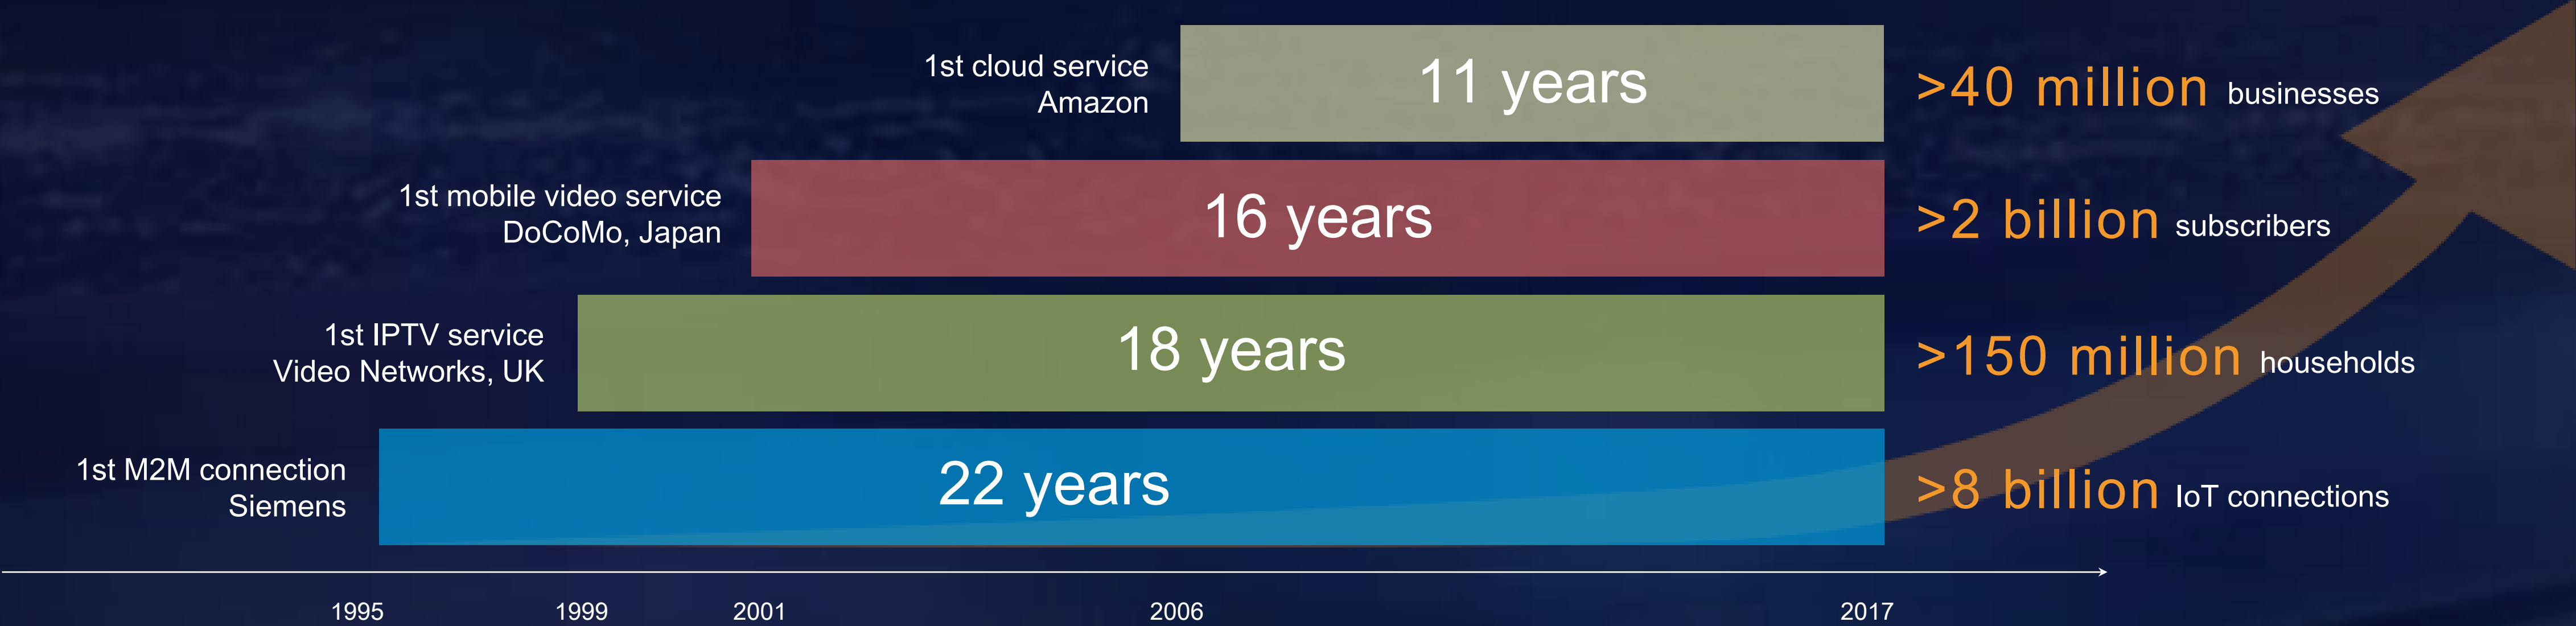 1st cloud service
Amazon
11 years
>40 million businesses
1st mobile video service
DoCoMo, Japan
16 years
>2 billion subscribers
1st IPTV service
Video Networks, UK
18 years
>150 million households
1st M2M connection
Siemens
22 years
>8 billion IoT connections
1995 1999 2001 2006 2017